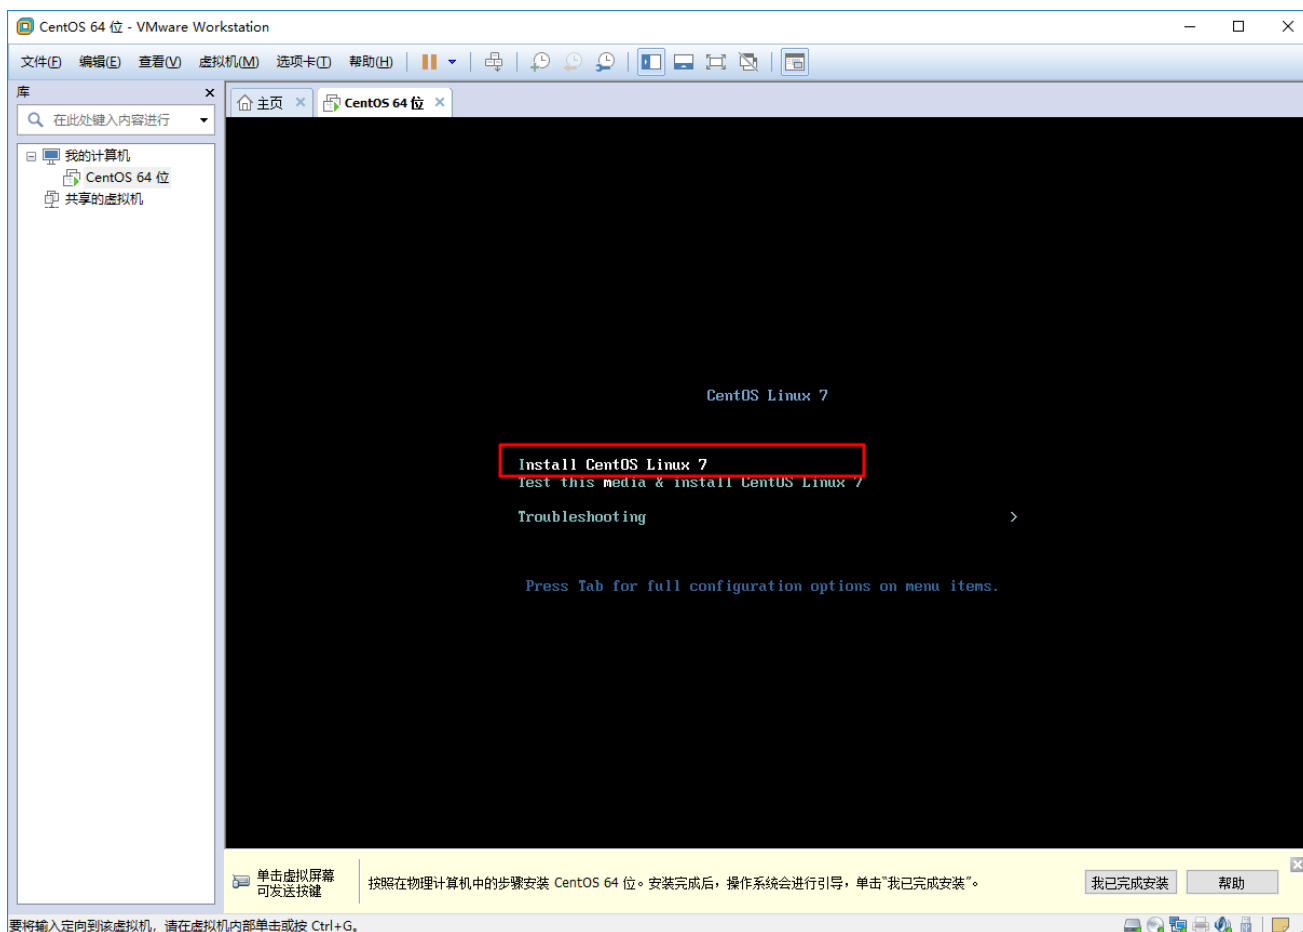 CentOS 64 位 - VMware Workstation
文件(F) 编辑(E) 查看(V) 虚拟机(M) 选项卡(T) 帮助(H)
库
主页 CentOS 64 位
在此处键入内容进行
我的计算机
CentOS 64 位
共享的虚拟机
CentOS Linux 7
Install CentOS Linux 7
Test this media & install CentOS Linux 7
Troubleshooting >
Press Tab for full configuration options on menu items.
单击虚拟屏幕
可发送按键
按照在物理计算机中的步骤安装 CentOS 64 位。安装完成后，操作系统会进行引导，单击“我已完成安装”。
我已完成安装 帮助
要将输入定向到该虚拟机，请在虚拟机内部单击或按 Ctrl+G。